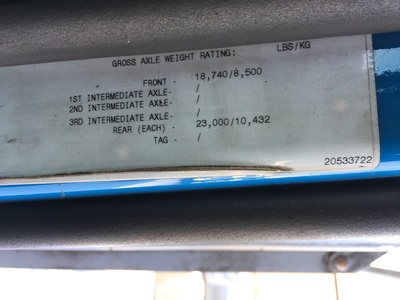 GROSS AXLE WEIGHT RATING: LBS/KG
FRONT - 18,740/8,500
1ST INTERMEDIATE AXLE- /
2ND INTERMEDIATE AXLE- /
3RD INTERMEDIATE AXLE- /
REAR (EACH) - 23,000/10,432
TAG - /
20533722